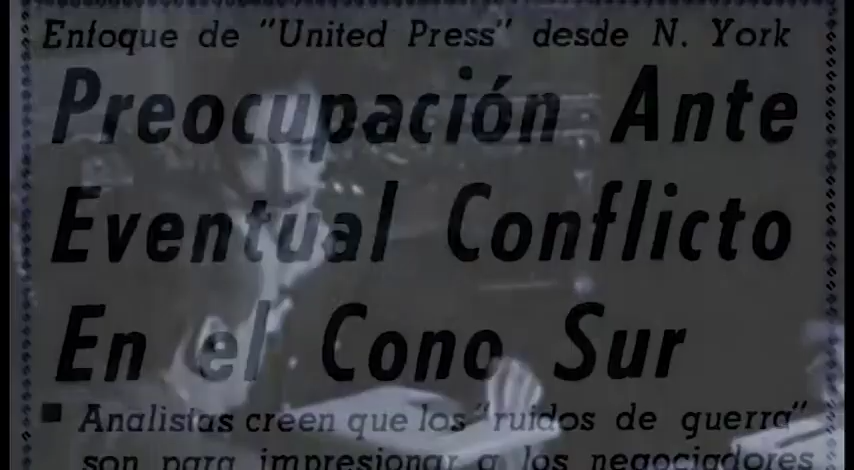 Enfoque de "United Press" desde N. York
Preocupación Ante
Eventual Conflicto
En el Cono Sur
■ Analistas creen que los "ruidos de guerra"
son para impresionar a los negociadores